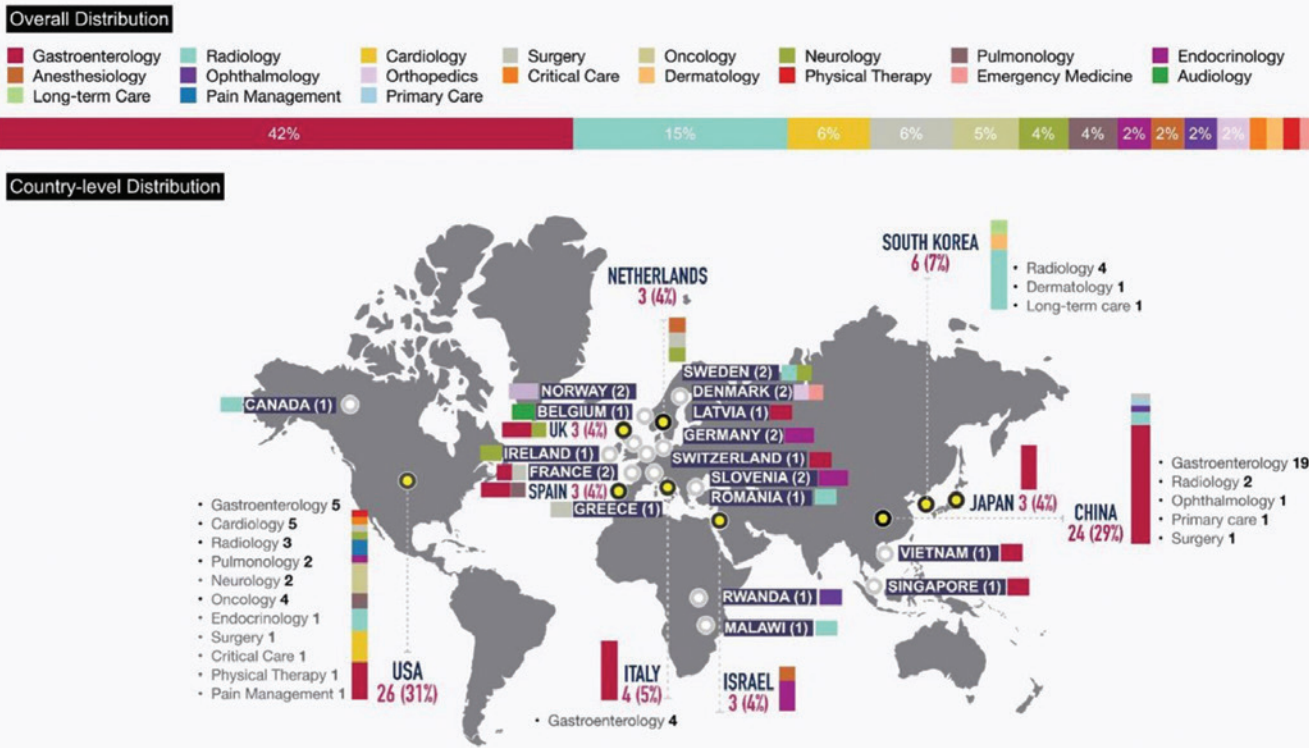 Overall Distribution
Gastroenterology Radiology Cardiology Surgery Oncology Neurology Pulmonology Endocrinology
Anesthesiology Ophthalmology Orthopedics Critical Care Dermatology Physical Therapy Emergency Medicine Audiology
Long-term Care Pain Management Primary Care
42% 15% 6% 6% 5% 4% 4% 2% 2% 2% 2%
Country-level Distribution
SOUTH KOREA
6 (7%)
• Radiology 4
• Dermatology 1
• Long-term care 1
NETHERLANDS
3 (4%)
SWEDEN (2)
NORWAY (2)
DENMARK (2)
CANADA (1)
BELGIUM (1)
LATVIA (1)
UK 3 (4%)
GERMANY (2)
IRELAND (1)
SWITZERLAND (1)
FRANCE (2)
SLOVENIA (2)
SPAIN 3 (4%)
ROMANIA (1)
GREECE (1)
JAPAN 3 (4%)
CHINA
24 (29%)
• Gastroenterology 19
• Radiology 2
• Ophthalmology 1
• Primary care 1
• Surgery 1
• Gastroenterology 5
• Cardiology 5
• Radiology 3
• Pulmonology 2
• Neurology 2
• Oncology 4
• Endocrinology 1
• Surgery 1
• Critical Care 1
• Physical Therapy 1
• Pain Management 1
USA
26 (31%)
VIETNAM (1)
SINGAPORE (1)
RWANDA (1)
MALAWI (1)
ITALY
4 (5%)
• Gastroenterology 4
ISRAEL
3 (4%)